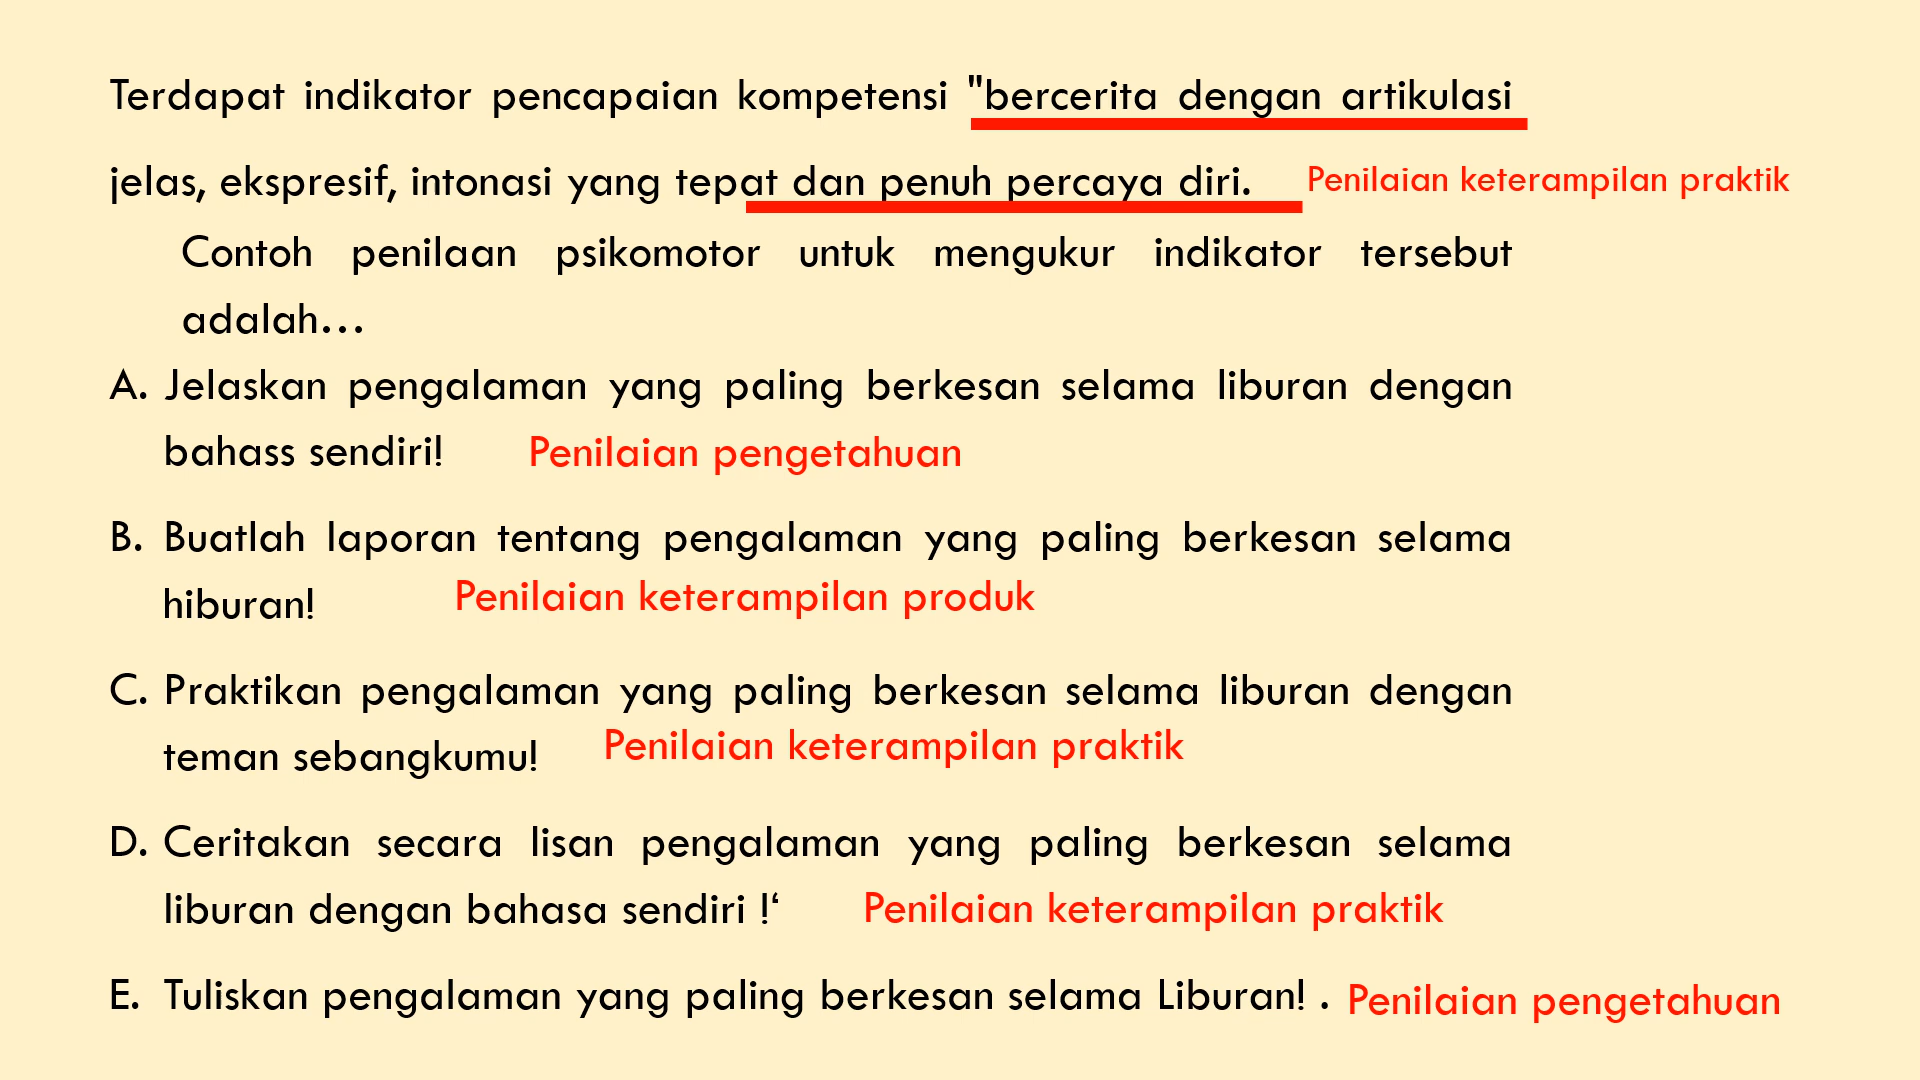 Terdapat indikator pencapaian kompetensi "bercerita dengan artikulasi
jelas, ekspresif, intonasi yang tepat dan penuh percaya diri. Penilaian keterampilan praktik
Contoh penilaan psikomotor untuk mengukur indikator tersebut
adalah...
A. Jelaskan pengalaman yang paling berkesan selama liburan dengan
bahass sendiri! Penilaian pengetahuan
B. Buatlah laporan tentang pengalaman yang paling berkesan selama
hiburan! Penilaian keterampilan produk
C. Praktikan pengalaman yang paling berkesan selama liburan dengan
teman sebangkumu! Penilaian keterampilan praktik
D. Ceritakan secara lisan pengalaman yang paling berkesan selama
liburan dengan bahasa sendiri !‘ Penilaian keterampilan praktik
E. Tuliskan pengalaman yang paling berkesan selama Liburan! . Penilaian pengetahuan